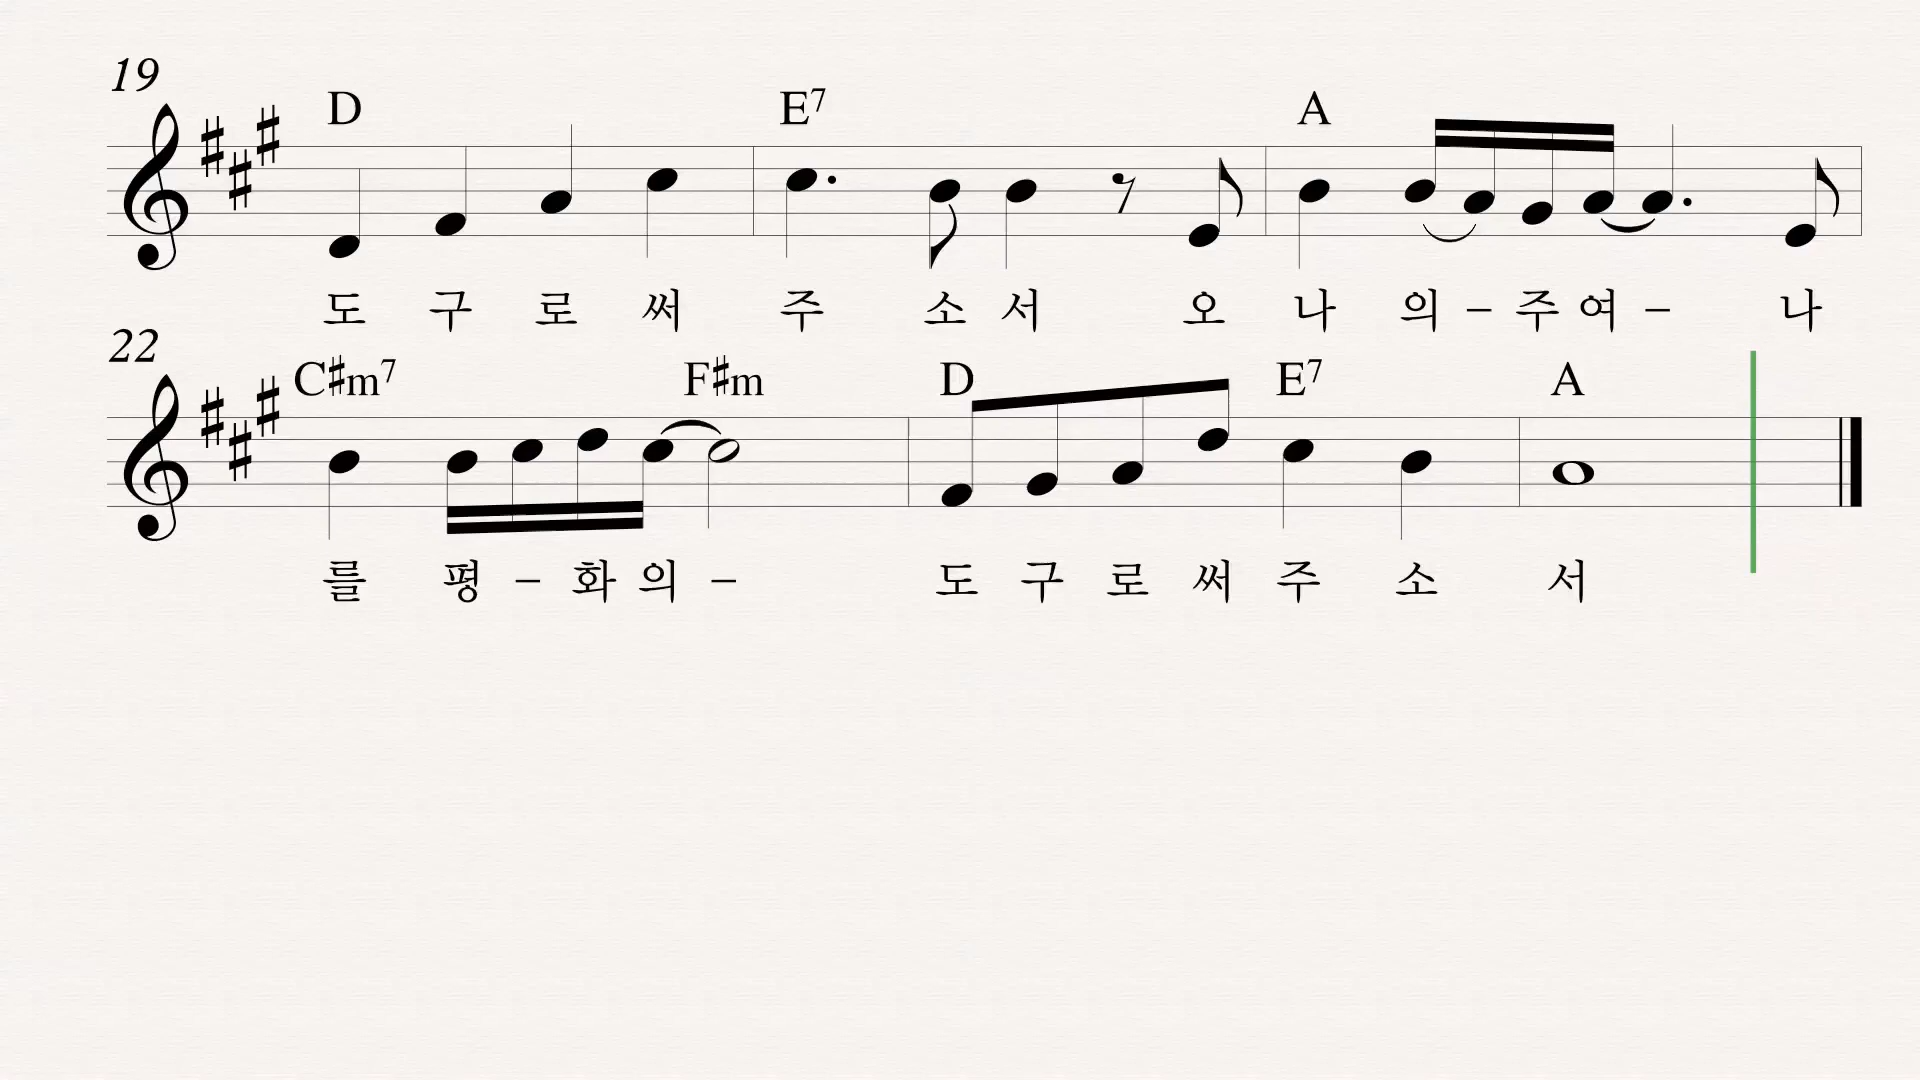 19
D E7 A
도 구 로 써 주 소 서 오 나 의 – 주 여 – 나
22
C♯m7 F♯m D E7 A
를 평 – 화 의 – 도 구 로 써 주 소 서